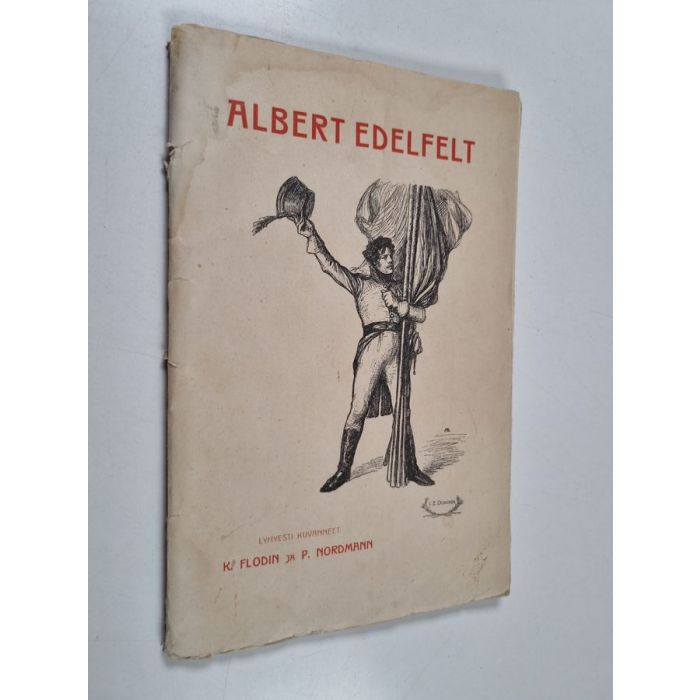 ALBERT EDELFELT
LYHYESTI KUVANNEET
K. FLODIN JA P. NORDMANN